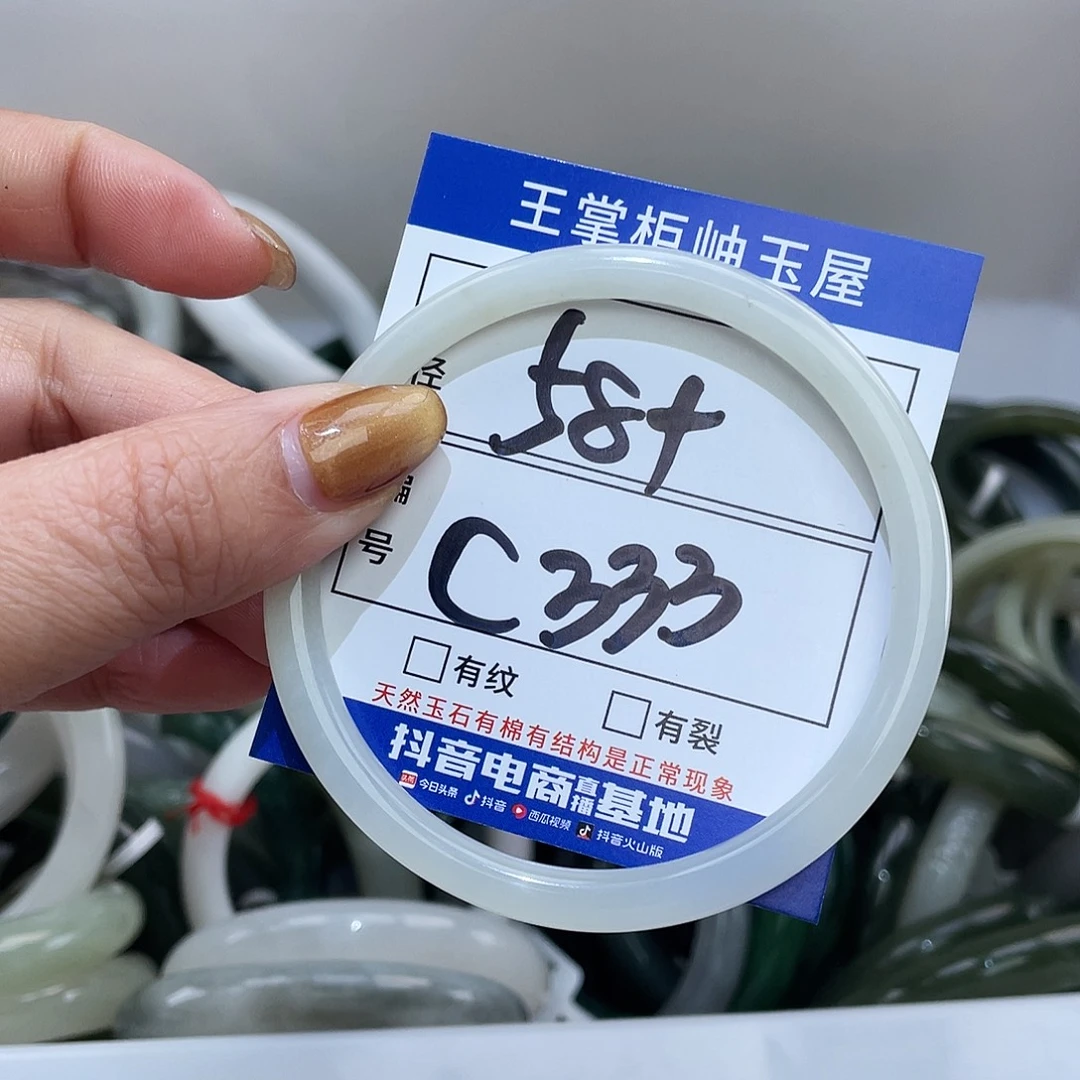 王掌柜岫玉屋
径 58+
号 C333
有纹
有裂
天然玉石有棉有结构是正常现象
抖音电商直播基地
头条 今日头条 抖音 西瓜视频 抖音火山版